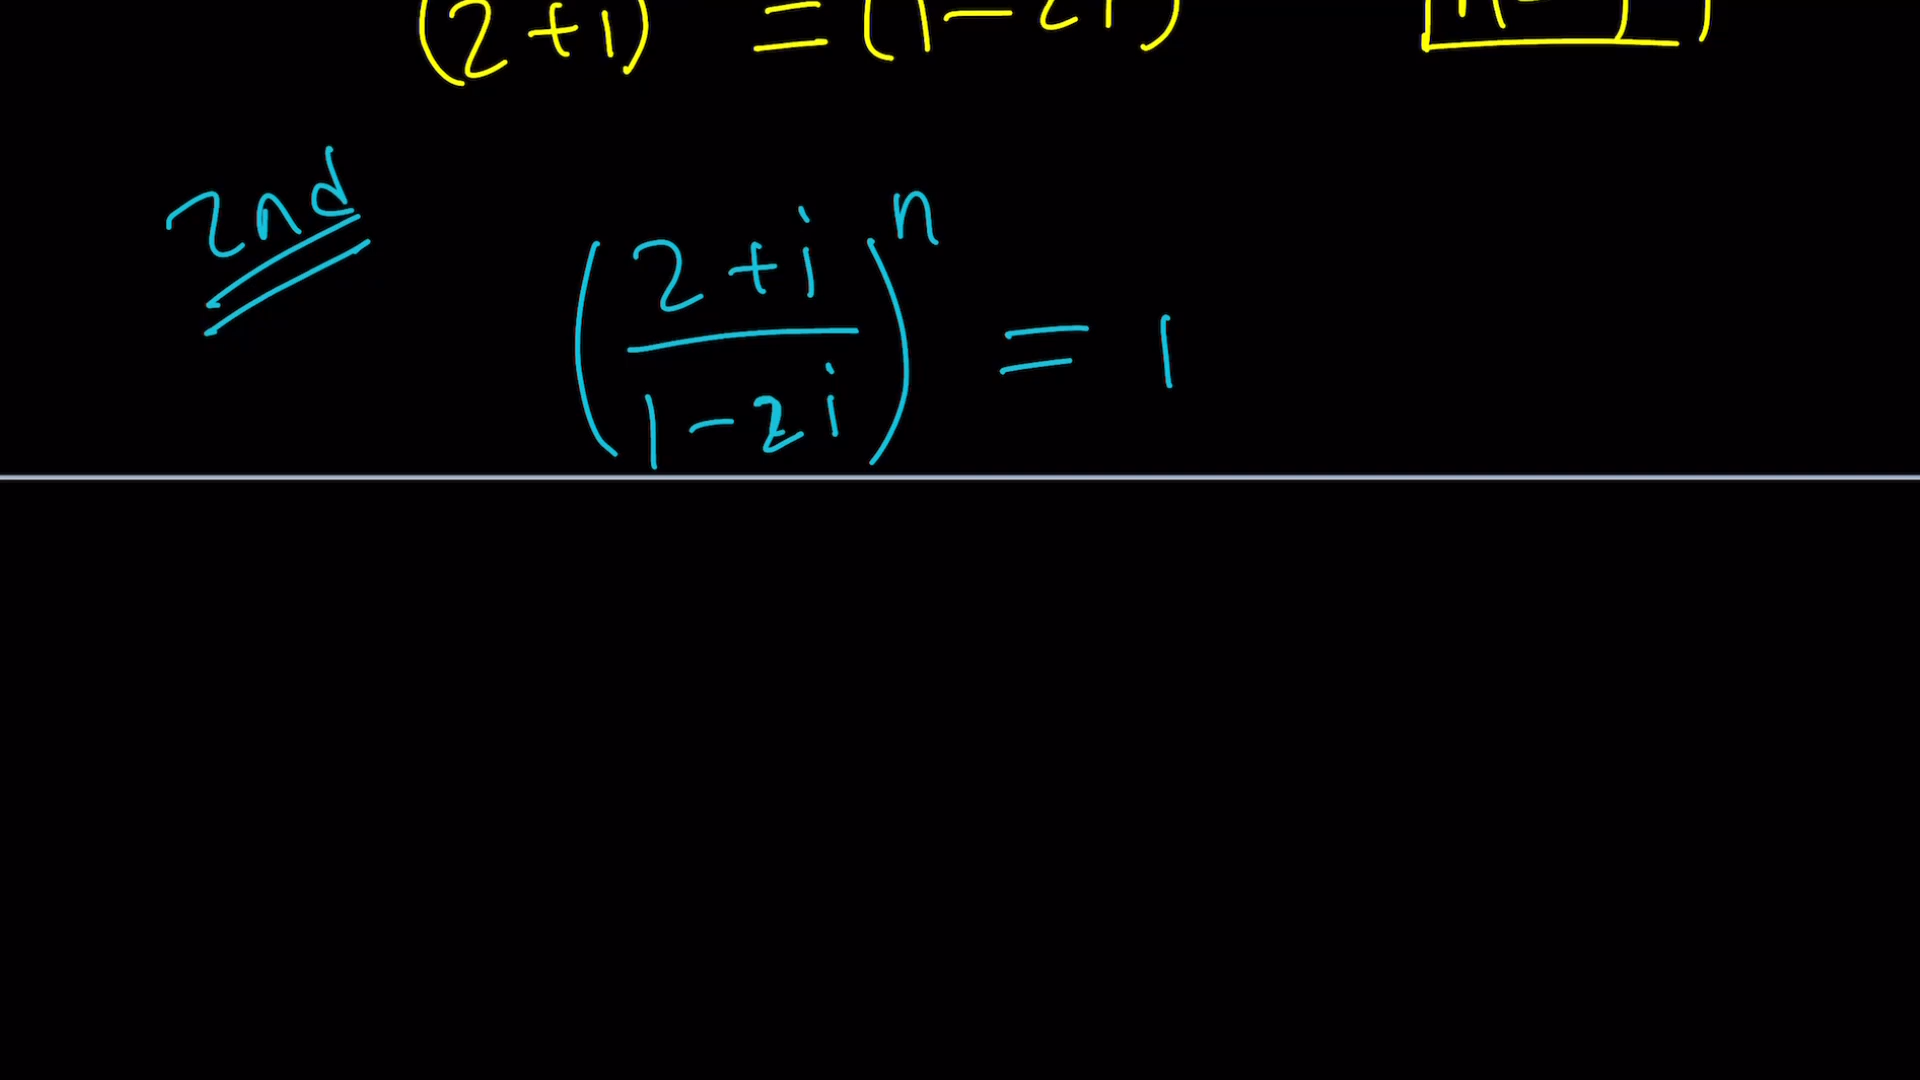 (2+i) = (1-2i)
2nd
(2+i / 1-2i)^n = 1